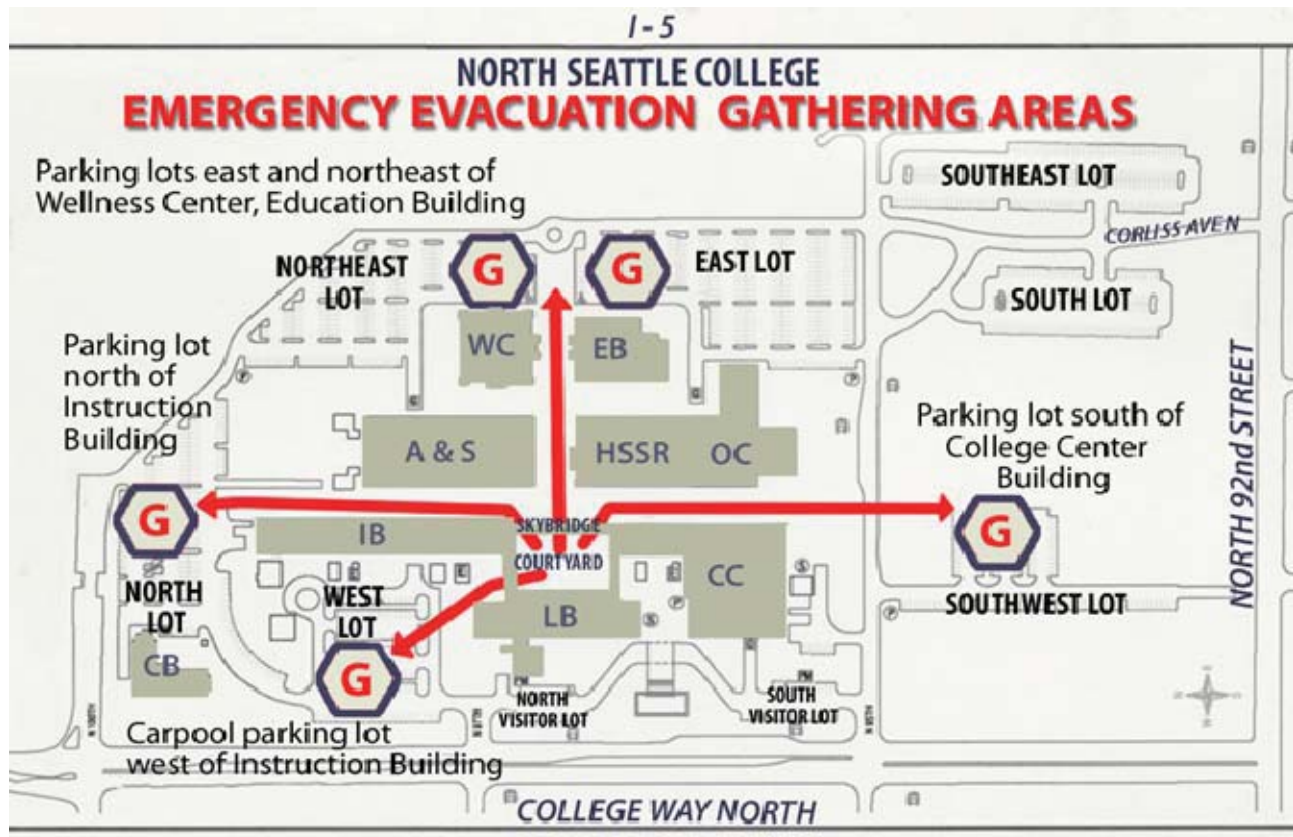 I-5
NORTH SEATTLE COLLEGE
EMERGENCY EVACUATION GATHERING AREAS
Parking lots east and northeast of
Wellness Center, Education Building
SOUTHEAST LOT
CORLISS AVE N
NORTHEAST
LOT
G
G
EAST LOT
SOUTH LOT
WC
EB
Parking lot
north of
Instruction
Building
A & S
HSSR
OC
Parking lot south of
College Center
Building
NORTH 92nd STREET
G
SKYBRIDGE
G
IB
COURTYARD
CC
NORTH
LOT
WEST
LOT
LB
SOUTHWEST LOT
CB
G
NORTH
VISITOR LOT
SOUTH
VISITOR LOT
Carpool parking lot
west of Instruction Building
COLLEGE WAY NORTH